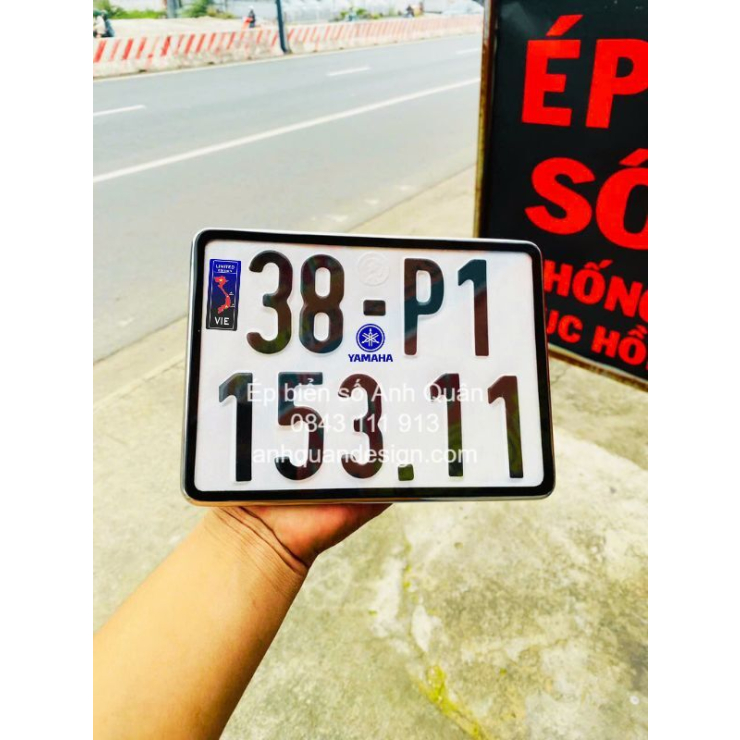 ÉP
SỐ
HỐNG
ỤC HỒ
38-P1
VIE
YAMAHA
153.11
Ép biển số Anh Quân
0843 111 913
anhquandesign.com